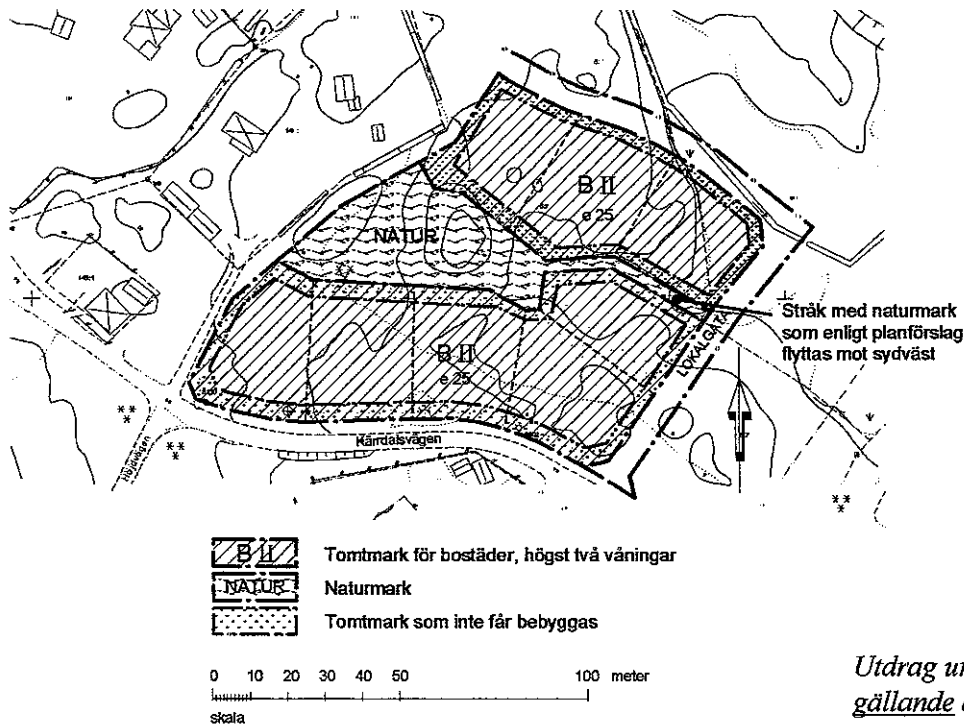 B II
e 25
NATUR
Stråk med naturmark
som enligt planförslag
flyttas mot sydväst
LOKALGATA
B II
e 25
Kärrdalsvägen
Höjdvägen
B II Tomtmark för bostäder, högst två våningar
NATUR Naturmark
Tomtmark som inte får bebyggas
0 10 20 30 40 50 100 meter
skala
Utdrag ur
gällande